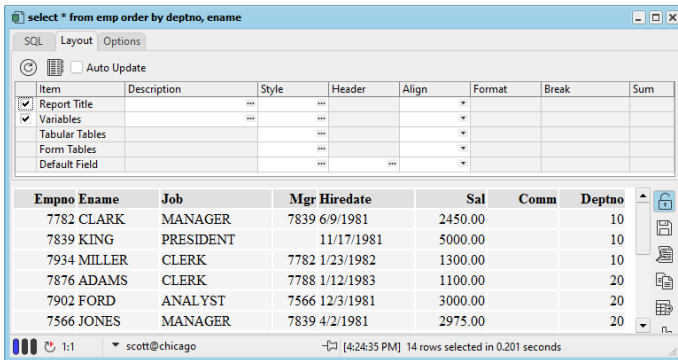 select * from emp order by deptno, ename
SQL Layout Options
Auto Update
Item Description Style Header Align Format Break Sum
Report Title
Variables
Tabular Tables
Form Tables
Default Field
Empno Ename Job Mgr Hiredate Sal Comm Deptno
7782 CLARK MANAGER 7839 6/9/1981 2450.00 10
7839 KING PRESIDENT 11/17/1981 5000.00 10
7934 MILLER CLERK 7782 1/23/1982 1300.00 10
7876 ADAMS CLERK 7788 1/12/1983 1100.00 20
7902 FORD ANALYST 7566 12/3/1981 3000.00 20
7566 JONES MANAGER 7839 4/2/1981 2975.00 20
1:1 scott@chicago [4:24:35 PM] 14 rows selected in 0.201 seconds